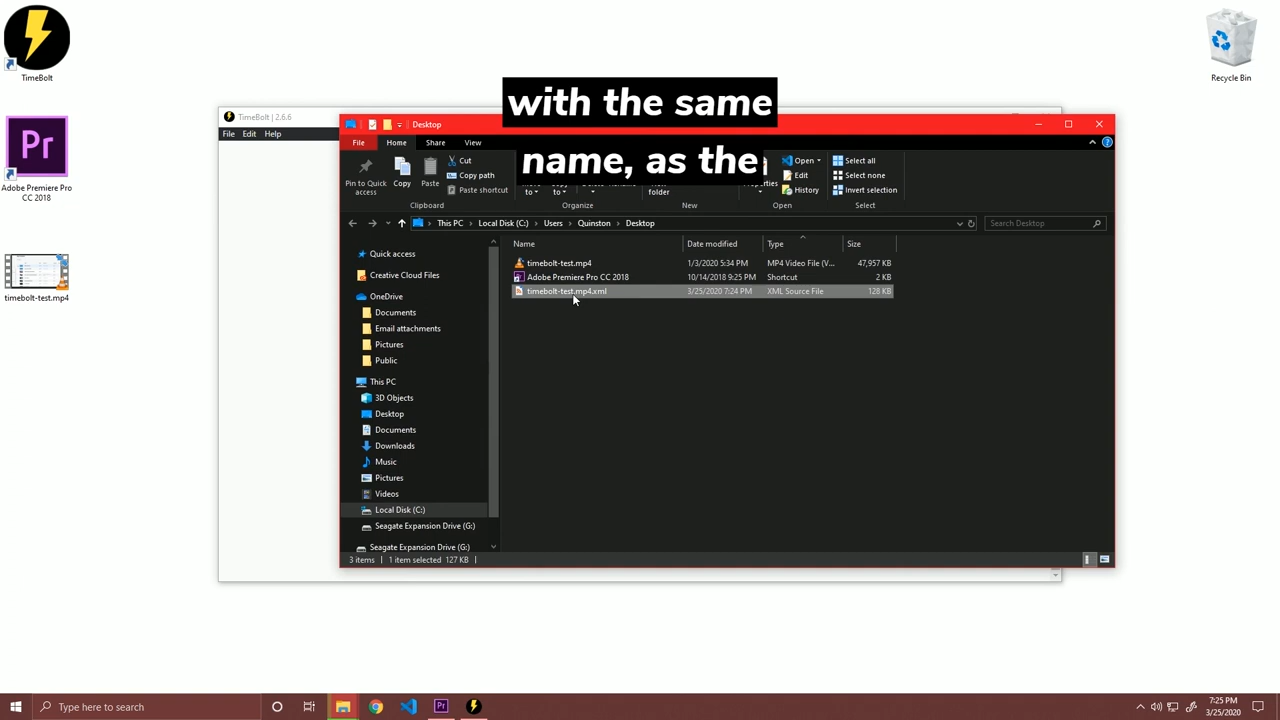 TimeBolt
Adobe Premiere Pro
CC 2018
timebolt-test.mp4
Recycle Bin
with the same
name, as the
TimeBolt | 2.6.6
File Edit Help
Desktop
File Home Share View
Pin to Quick
access
Copy
Paste
Cut
Copy path
Paste shortcut
Clipboard
to
to
Organize
folder
New
Open
Edit
History
Open
Select all
Select none
Invert selection
Select
This PC Local Disk (C:) Users Quinston Desktop
Search Desktop
Name Date modified Type Size
timebolt-test.mp4 1/3/2020 5:34 PM MP4 Video File (V... 47,957 KB
Adobe Premiere Pro CC 2018 10/14/2018 9:25 PM Shortcut 2 KB
timebolt-test.mp4.xml 3/25/2020 7:24 PM XML Source File 128 KB
Quick access
Creative Cloud Files
OneDrive
Documents
Email attachments
Pictures
Public
This PC
3D Objects
Desktop
Documents
Downloads
Music
Pictures
Videos
Local Disk (C:)
Seagate Expansion Drive (G:)
Seagate Expansion Drive (G:)
3 items 1 item selected 127 KB
Type here to search
7:25 PM
3/25/2020